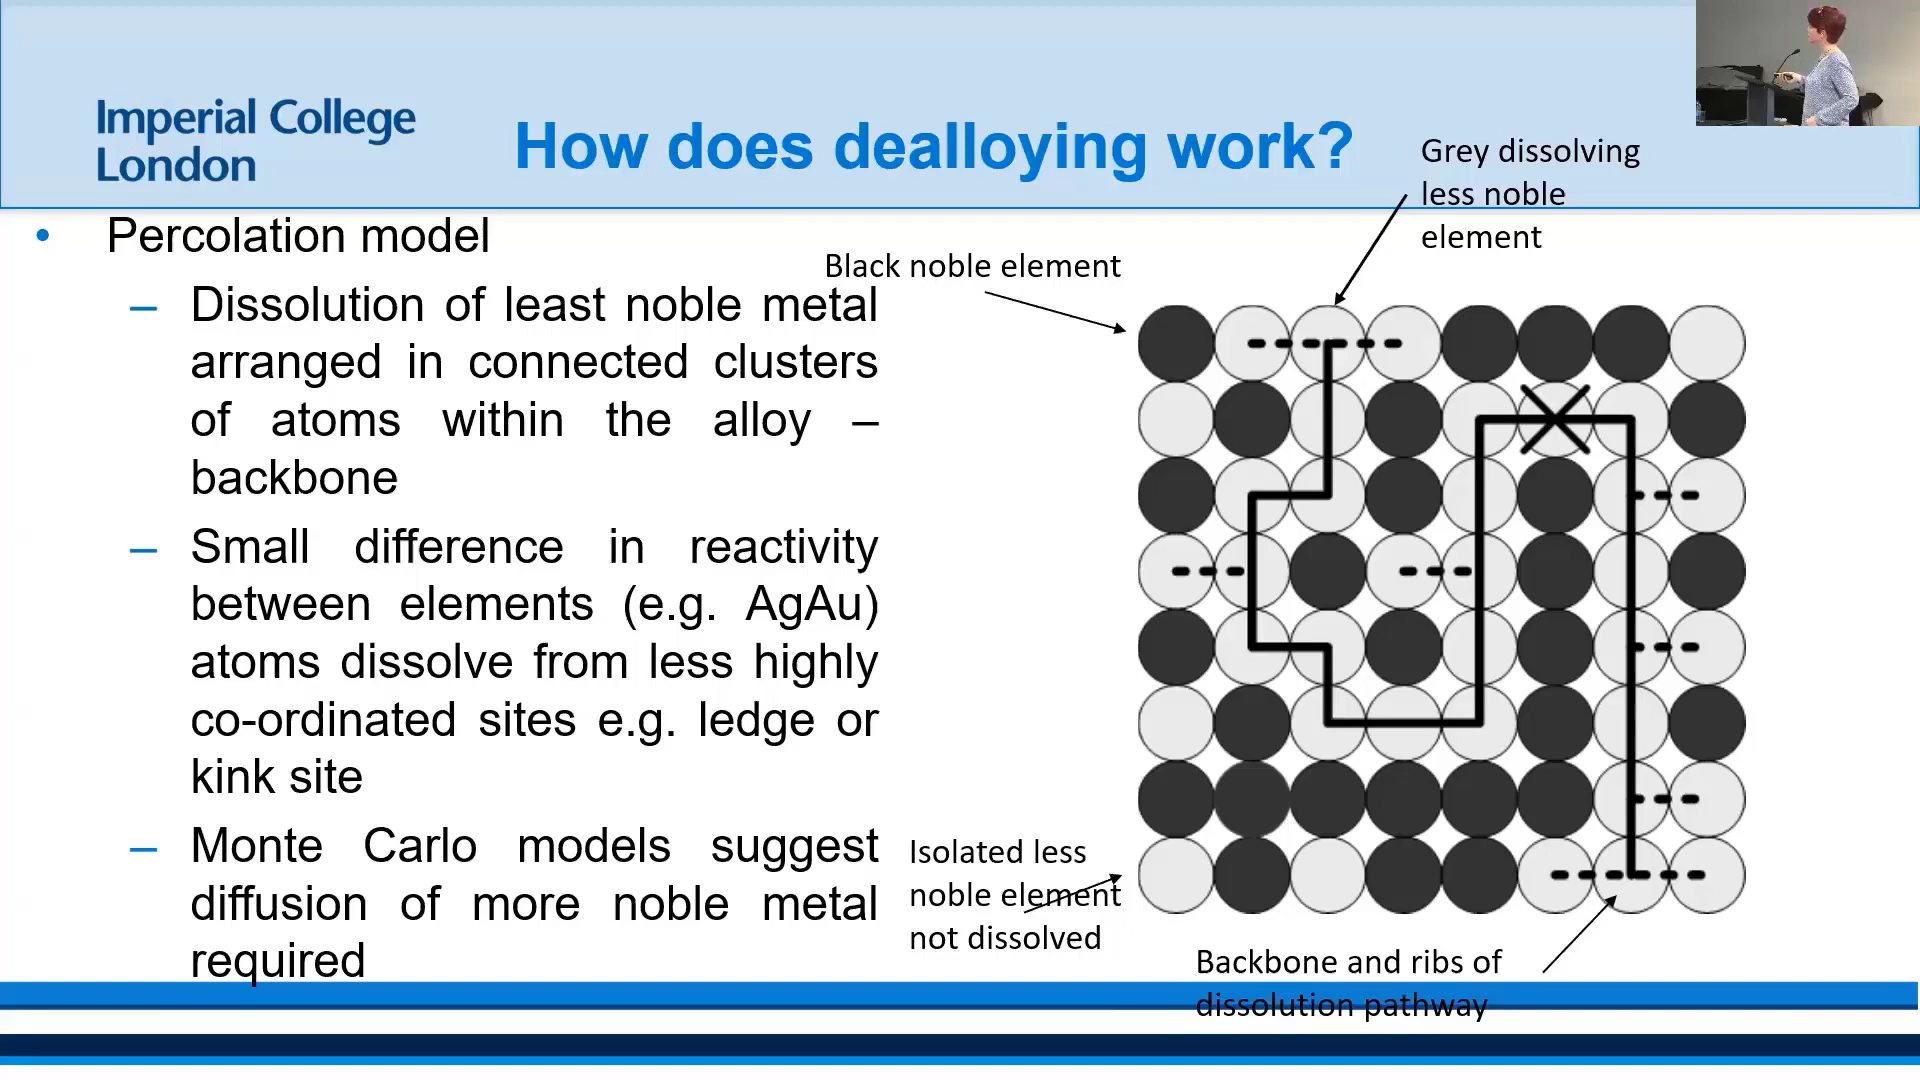 Imperial College
London
How does dealloying work?
Grey dissolving
less noble
element
• Percolation model
Black noble element
– Dissolution of least noble metal
arranged in connected clusters
of atoms within the alloy –
backbone
– Small difference in reactivity
between elements (e.g. AgAu)
atoms dissolve from less highly
co-ordinated sites e.g. ledge or
kink site
– Monte Carlo models suggest
diffusion of more noble metal
required
Isolated less
noble element
not dissolved
Backbone and ribs of
dissolution pathway